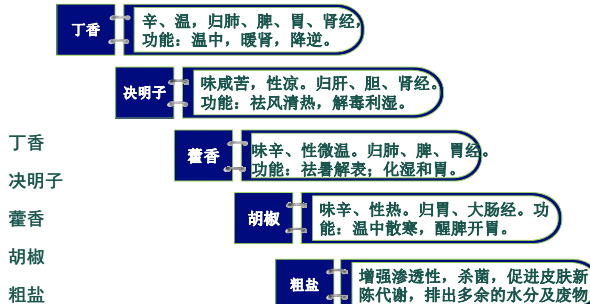 丁香
辛、温，归肺、脾、胃、肾经，
功能：温中，暖肾，降逆。
决明子
味咸苦，性凉。归肝、胆、肾经。
功能：祛风清热，解毒利湿。
藿香
味辛、性微温。归肺、脾、胃经。
功能：祛暑解表；化湿和胃。
胡椒
味辛、性热。归胃、大肠经。功
能：温中散寒，醒脾开胃。
粗盐
增强渗透性，杀菌，促进皮肤新
陈代谢，排出多余的水分及废物
丁香
决明子
藿香
胡椒
粗盐